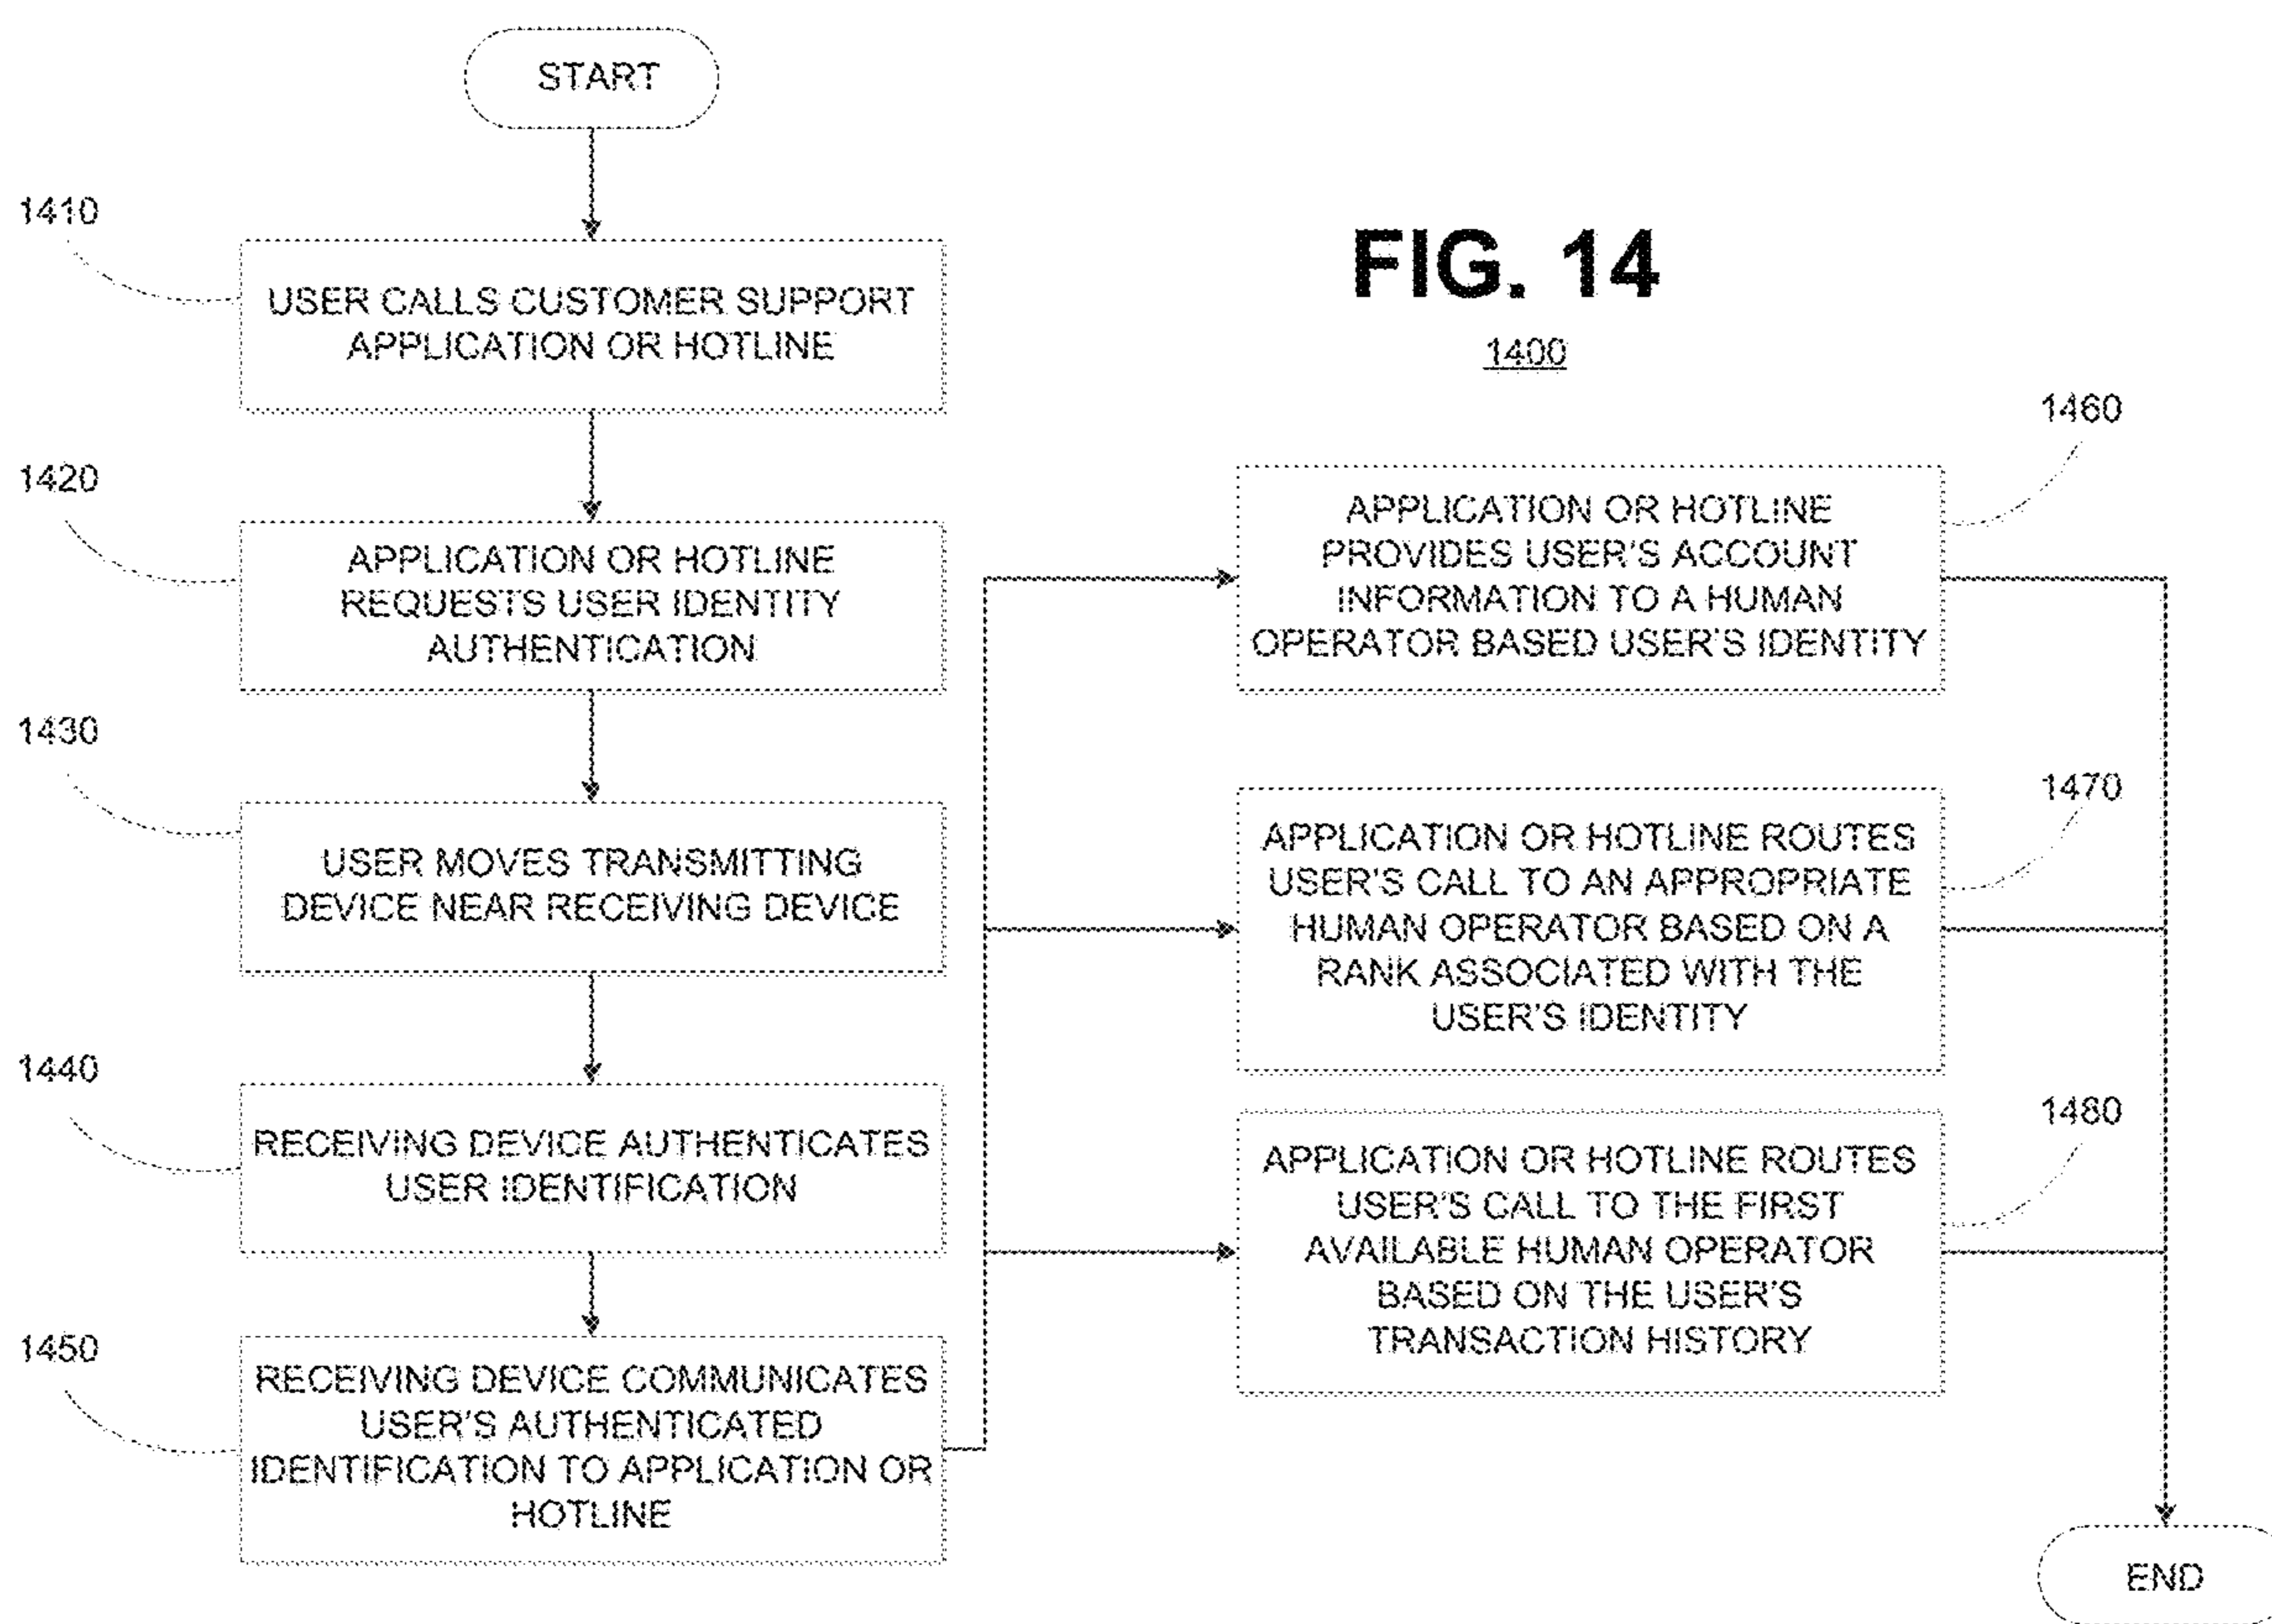 START
1410
USER CALLS CUSTOMER SUPPORT
APPLICATION OR HOTLINE
1420
APPLICATION OR HOTLINE
REQUESTS USER IDENTITY
AUTHENTICATION
1430
USER MOVES TRANSMITTING
DEVICE NEAR RECEIVING DEVICE
1440
RECEIVING DEVICE AUTHENTICATES
USER IDENTIFICATION
1450
RECEIVING DEVICE COMMUNICATES
USER'S AUTHENTICATED
IDENTIFICATION TO APPLICATION OR
HOTLINE
FIG. 14
1400
1460
APPLICATION OR HOTLINE
PROVIDES USER'S ACCOUNT
INFORMATION TO A HUMAN
OPERATOR BASED USER'S IDENTITY
1470
APPLICATION OR HOTLINE ROUTES
USER'S CALL TO AN APPROPRIATE
HUMAN OPERATOR BASED ON A
RANK ASSOCIATED WITH THE
USER'S IDENTITY
1480
APPLICATION OR HOTLINE ROUTES
USER'S CALL TO THE FIRST
AVAILABLE HUMAN OPERATOR
BASED ON THE USER'S
TRANSACTION HISTORY
END